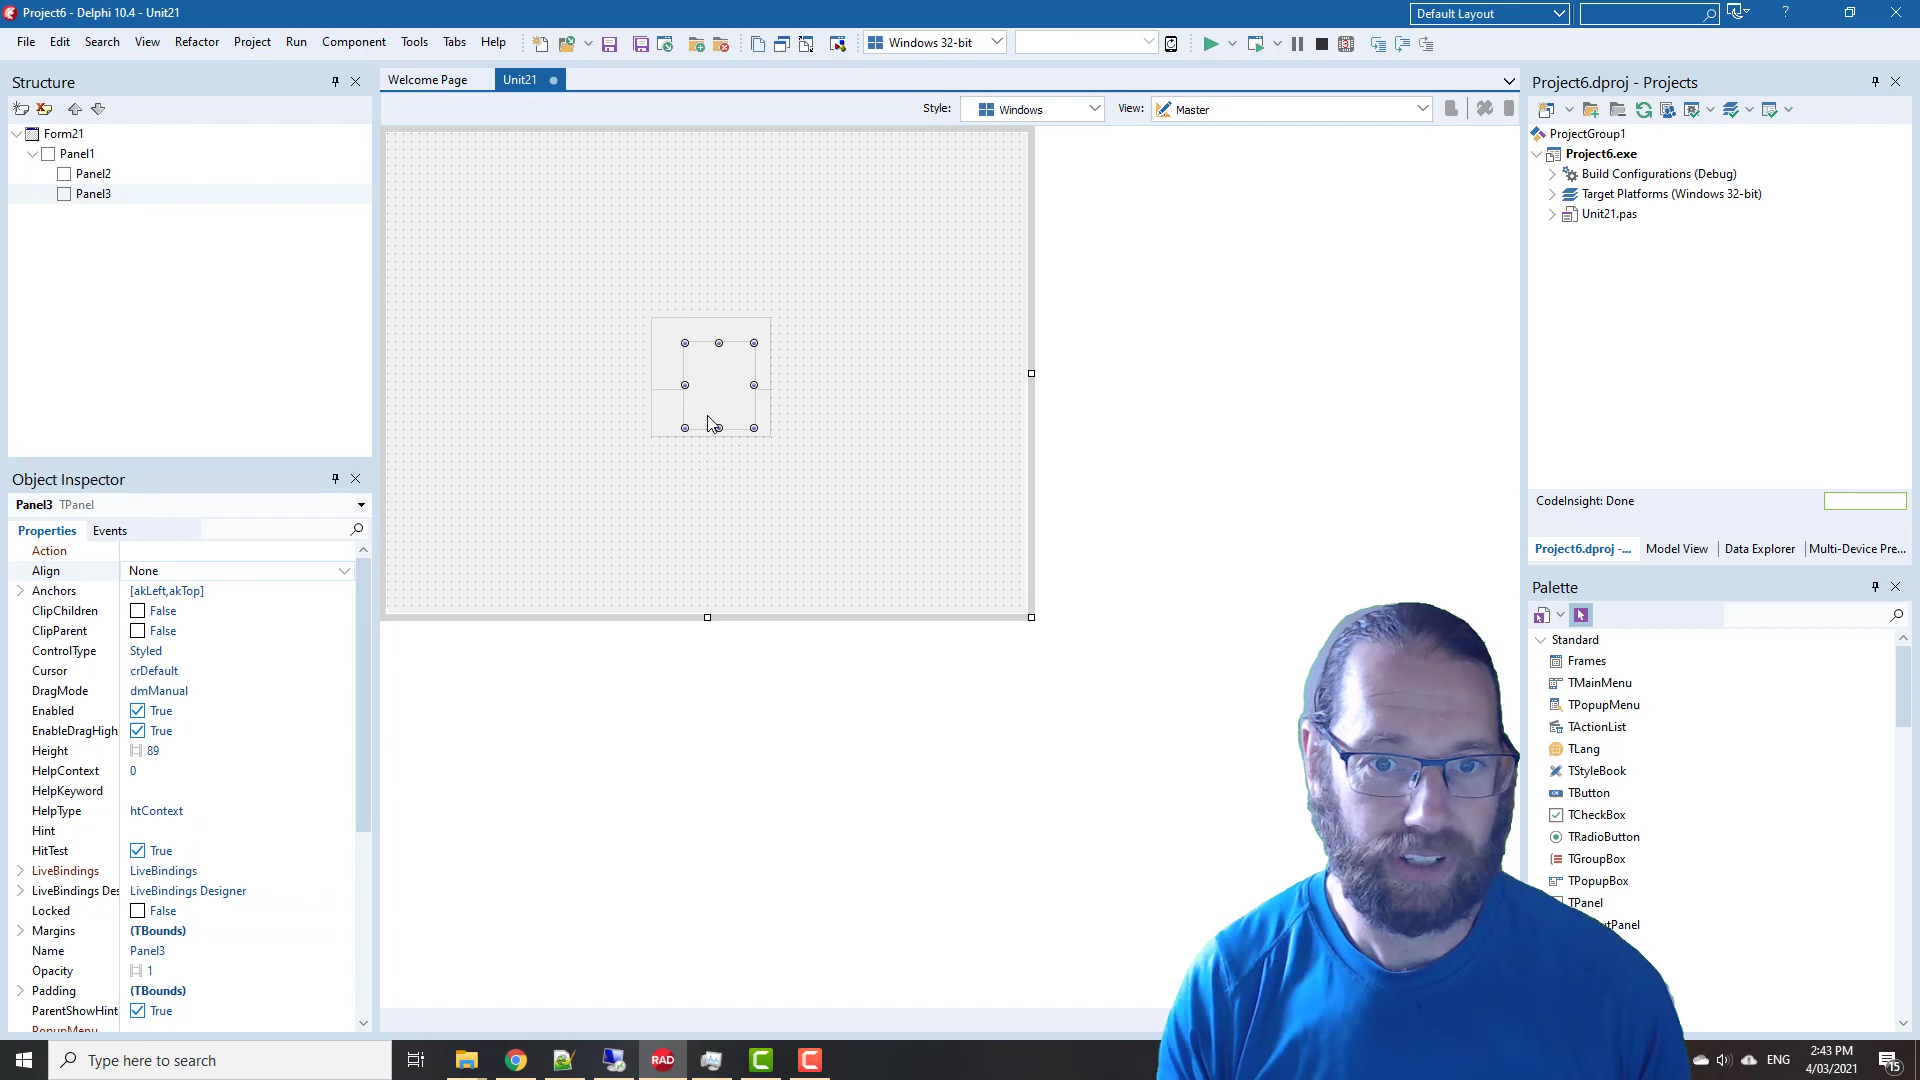 Project6 - Delphi 10.4 - Unit21
Default Layout
File Edit Search View Refactor Project Run Component Tools Tabs Help
Windows 32-bit
Structure
Form21
Panel1
Panel2
Panel3
Welcome Page
Unit21
Style:
Windows
View:
Master
Project6.dproj - Projects
ProjectGroup1
Project6.exe
Build Configurations (Debug)
Target Platforms (Windows 32-bit)
Unit21.pas
Object Inspector
Panel3 TPanel
Properties Events
Action
Align None
Anchors [akLeft,akTop]
ClipChildren False
ClipParent False
ControlType Styled
Cursor crDefault
DragMode dmManual
Enabled True
EnableDragHigh True
Height 89
HelpContext 0
HelpKeyword
HelpType htContext
Hint
HitTest True
LiveBindings LiveBindings
LiveBindings Des LiveBindings Designer
Locked False
Margins (TBounds)
Name Panel3
Opacity 1
Padding (TBounds)
ParentShowHint True
PopupMenu
CodeInsight: Done
Project6.dproj -... Model View Data Explorer Multi-Device Pre...
Palette
Standard
Frames
TMainMenu
TPopupMenu
TActionList
TLang
TStyleBook
TButton
TCheckBox
TRadioButton
TGroupBox
TPopupBox
TPanel
Type here to search
RAD
ENG
2:43 PM
4/03/2021
15